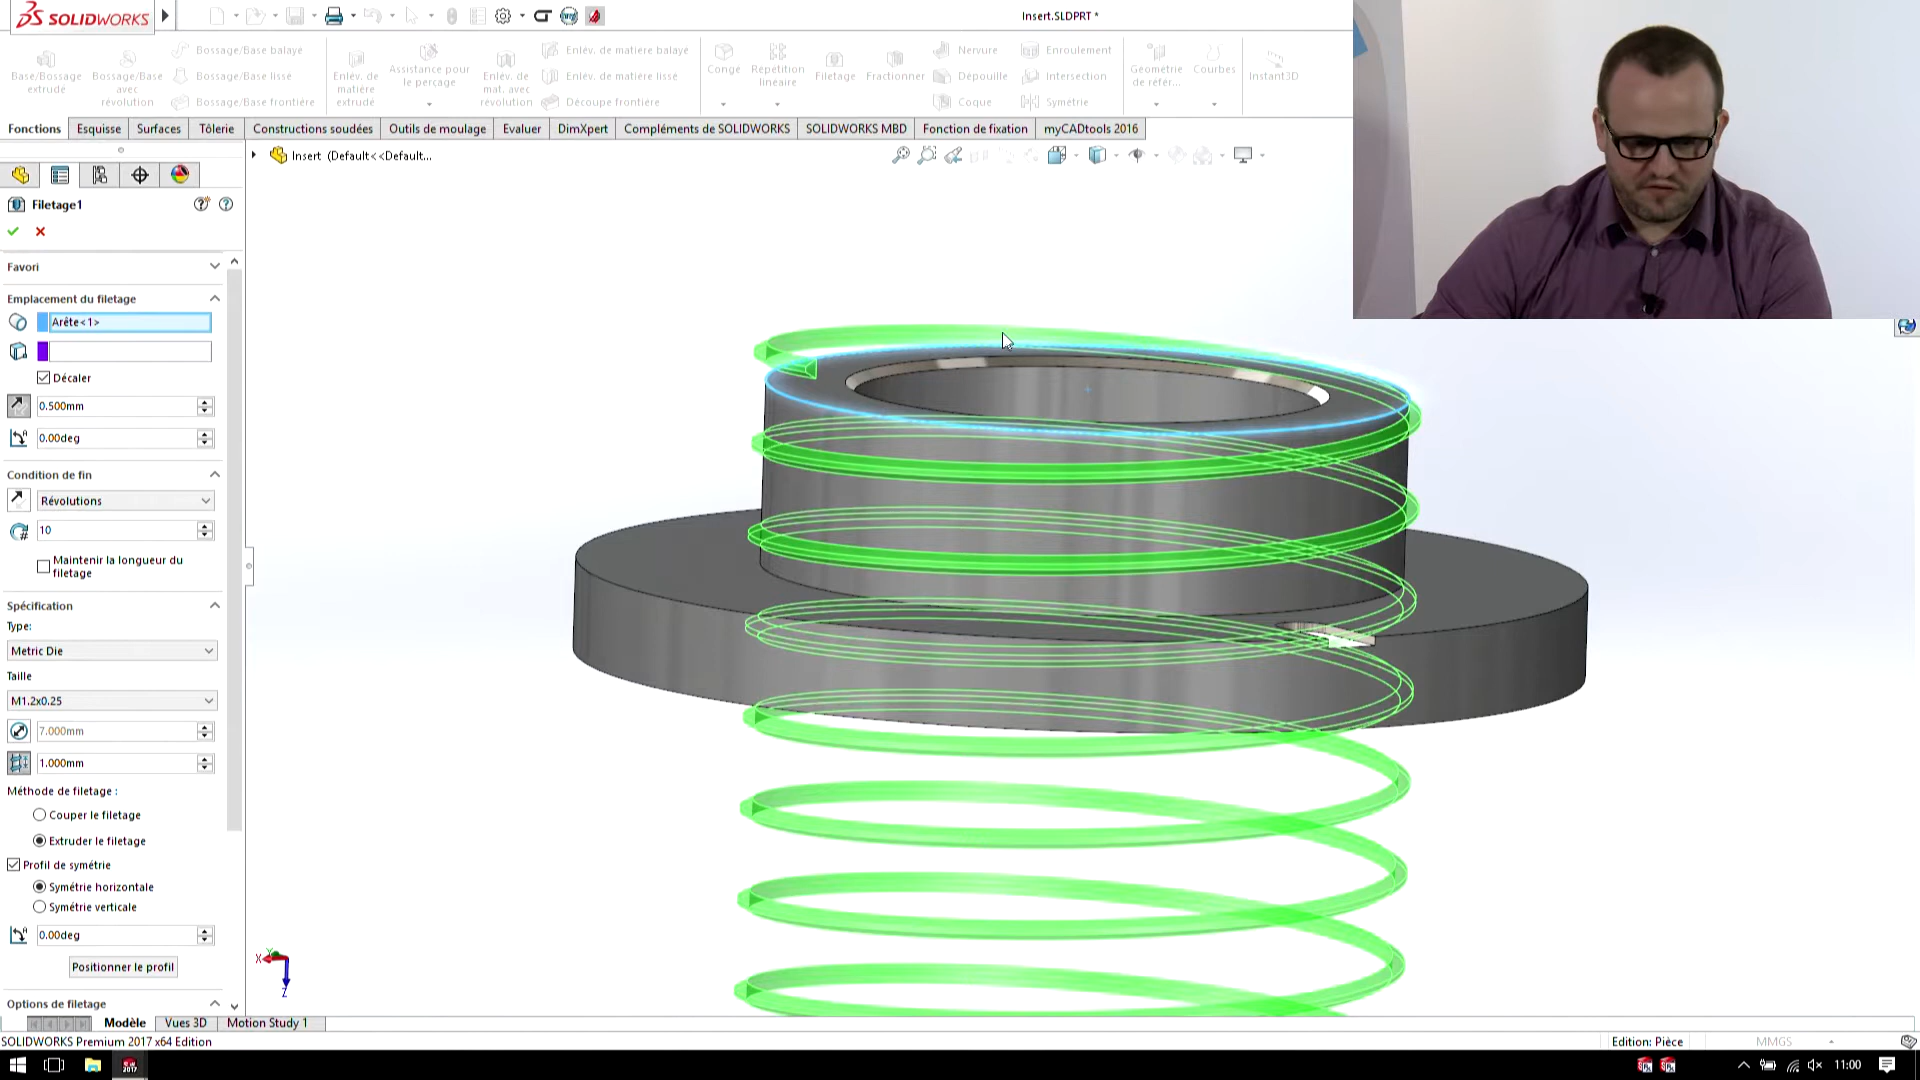 SOLIDWORKS
Insert.SLDPRT *
Base/Bossage extrudé
Bossage/Base avec révolution
Bossage/Base balayé
Bossage/Base lissé
Bossage/Base frontière
Enlèv. de matière extrudé
Assistance pour le perçage
Enlèv. de mat. avec révolution
Enlèv. de matière balayé
Enlèv. de matière lissé
Découpe frontière
Congé
Répétition linéaire
Filetage
Fractionner
Nervure
Dépouille
Coque
Enroulement
Intersection
Symétrie
Géométrie de référ...
Courbes
Instant3D
Fonctions
Esquisse
Surfaces
Tôlerie
Constructions soudées
Outils de moulage
Evaluer
DimXpert
Compléments de SOLIDWORKS
SOLIDWORKS MBD
Fonction de fixation
myCADtools 2016
Insert (Default<<Default...
Filetage1
Favori
Emplacement du filetage
Arête<1>
Décaler
0.500mm
0.00deg
Condition de fin
Révolutions
10
Maintenir la longueur du
filetage
Spécification
Type:
Metric Die
Taille
M1.2x0.25
7.000mm
1.000mm
Méthode de filetage :
Couper le filetage
Extruder le filetage
Profil de symétrie
Symétrie horizontale
Symétrie verticale
0.00deg
Positionner le profil
Options de filetage
X
Y
Z
Modèle
Vues 3D
Motion Study 1
SOLIDWORKS Premium 2017 x64 Edition
Edition: Pièce
MMGS
2017
11:00